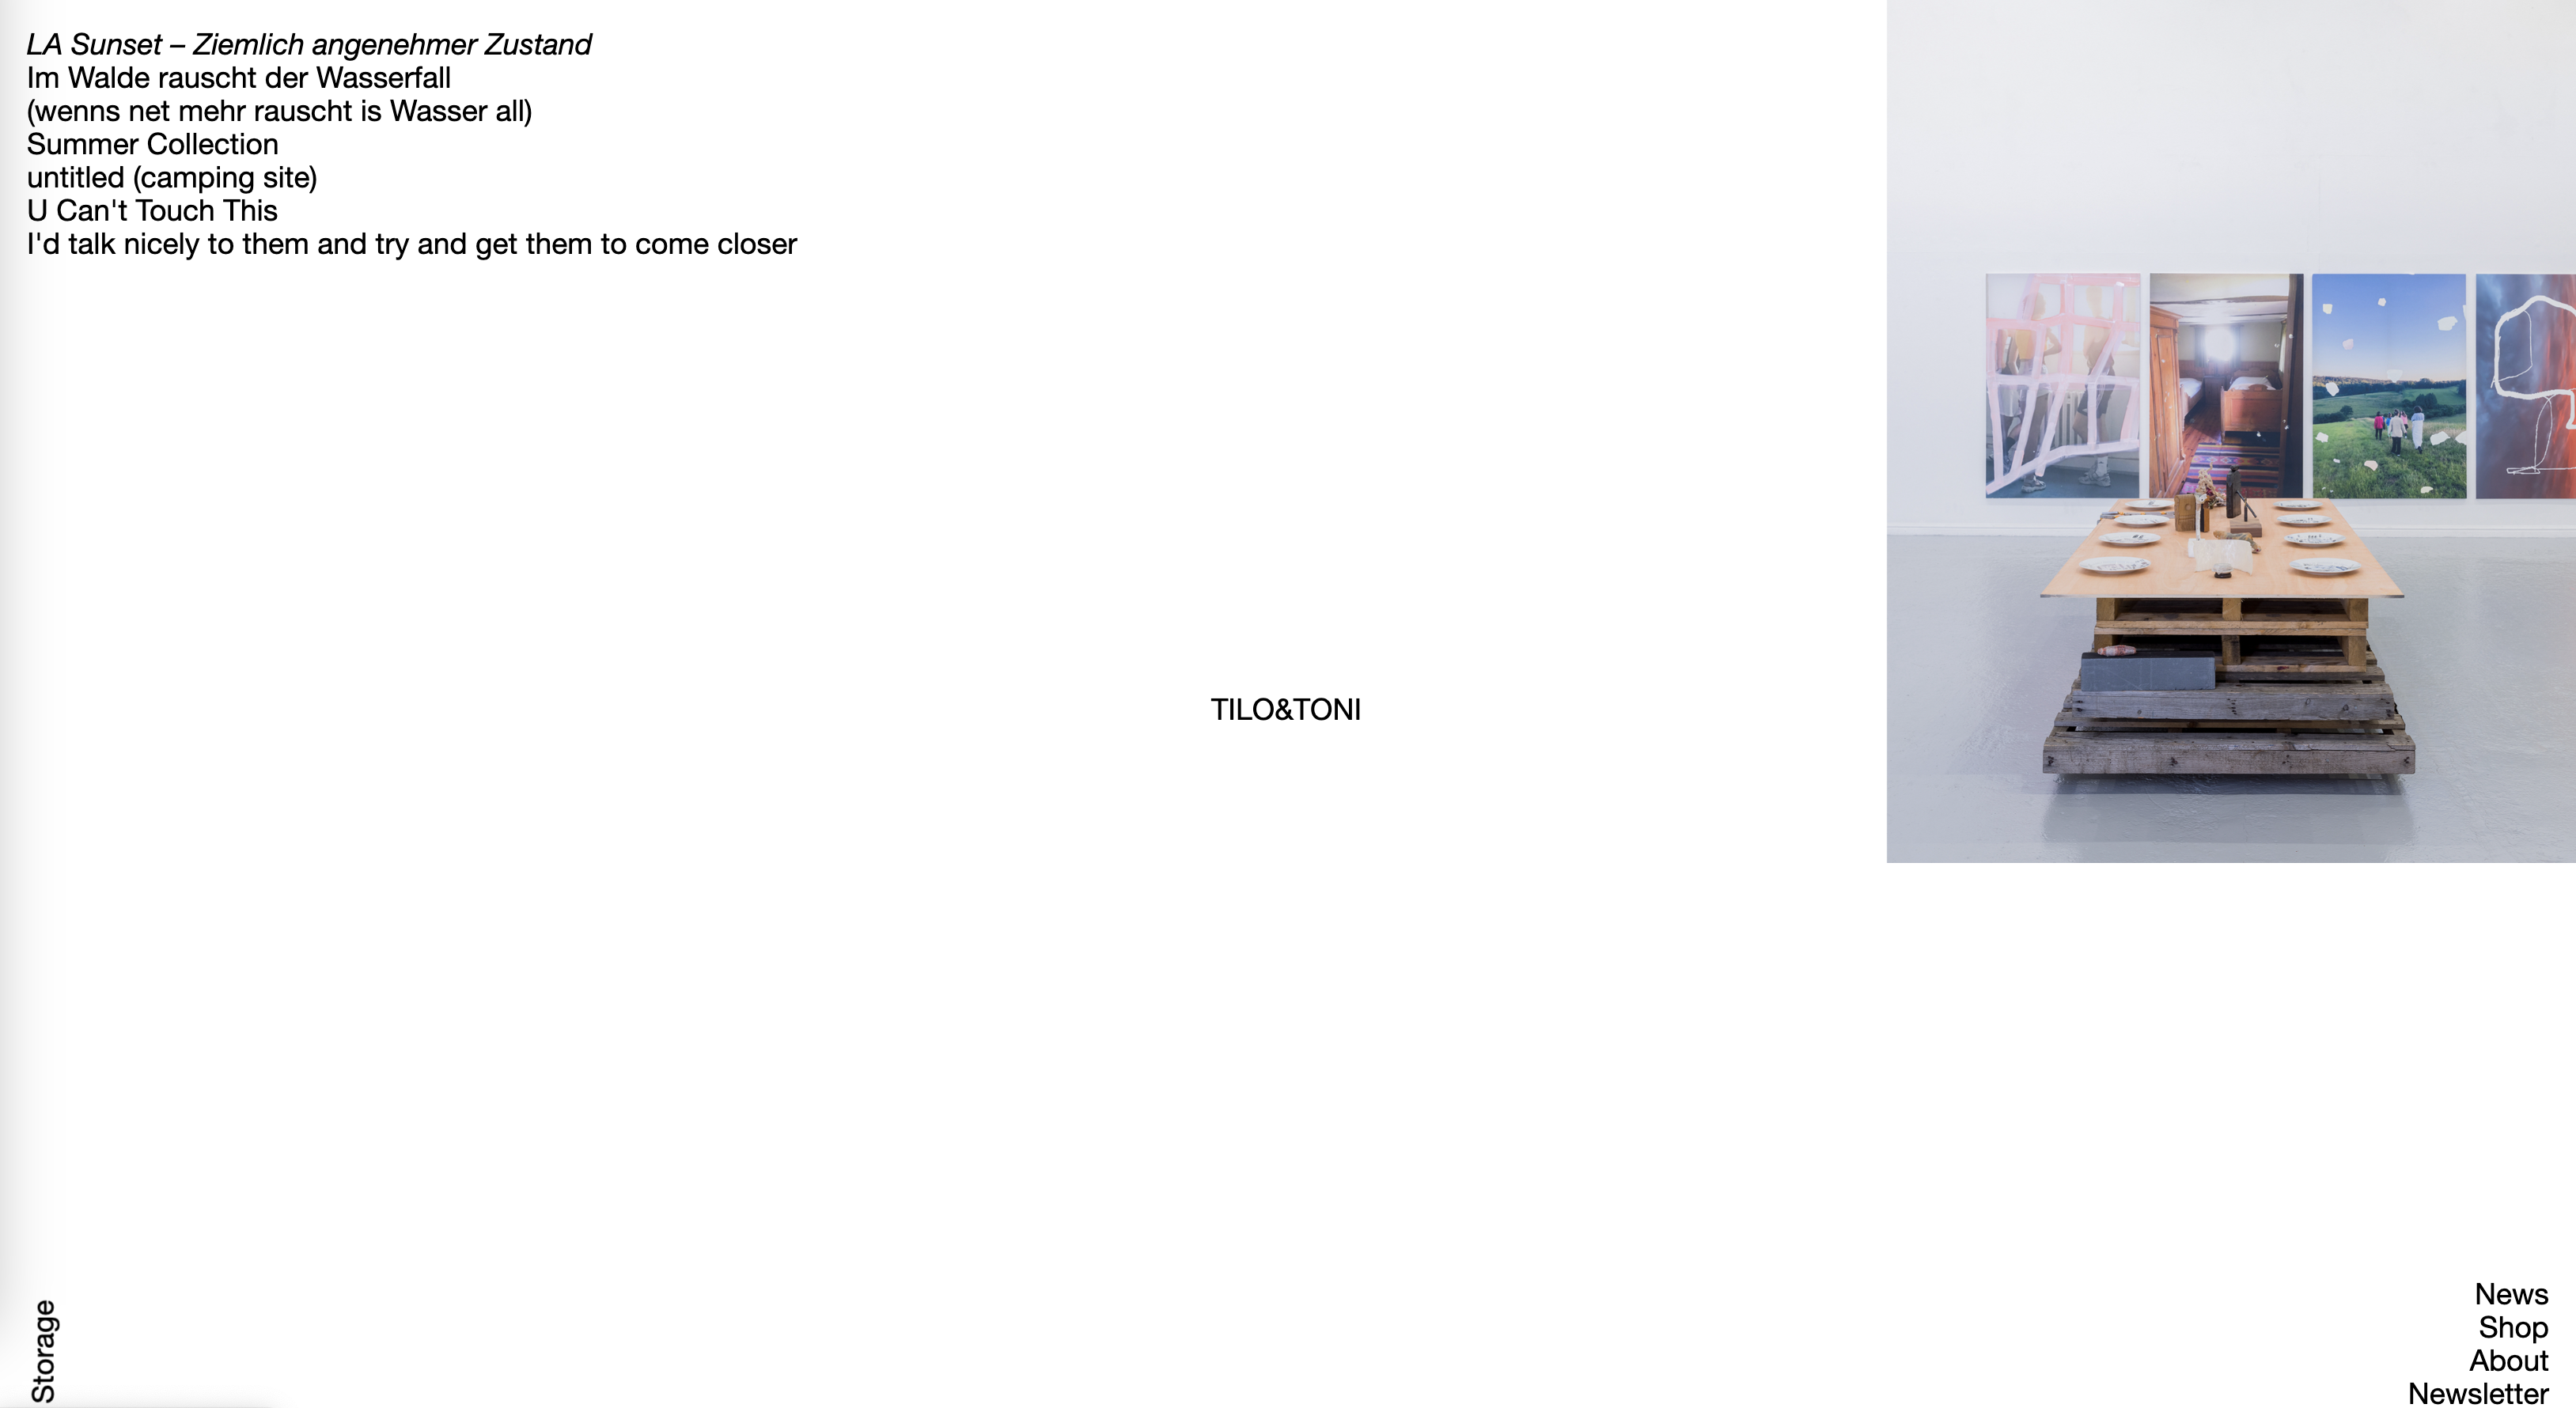 LA Sunset – Ziemlich angenehmer Zustand
Im Walde rauscht der Wasserfall
(wenns net mehr rauscht is Wasser all)
Summer Collection
untitled (camping site)
U Can't Touch This
I'd talk nicely to them and try and get them to come closer
TILO&TONI
Storage
News
Shop
About
Newsletter